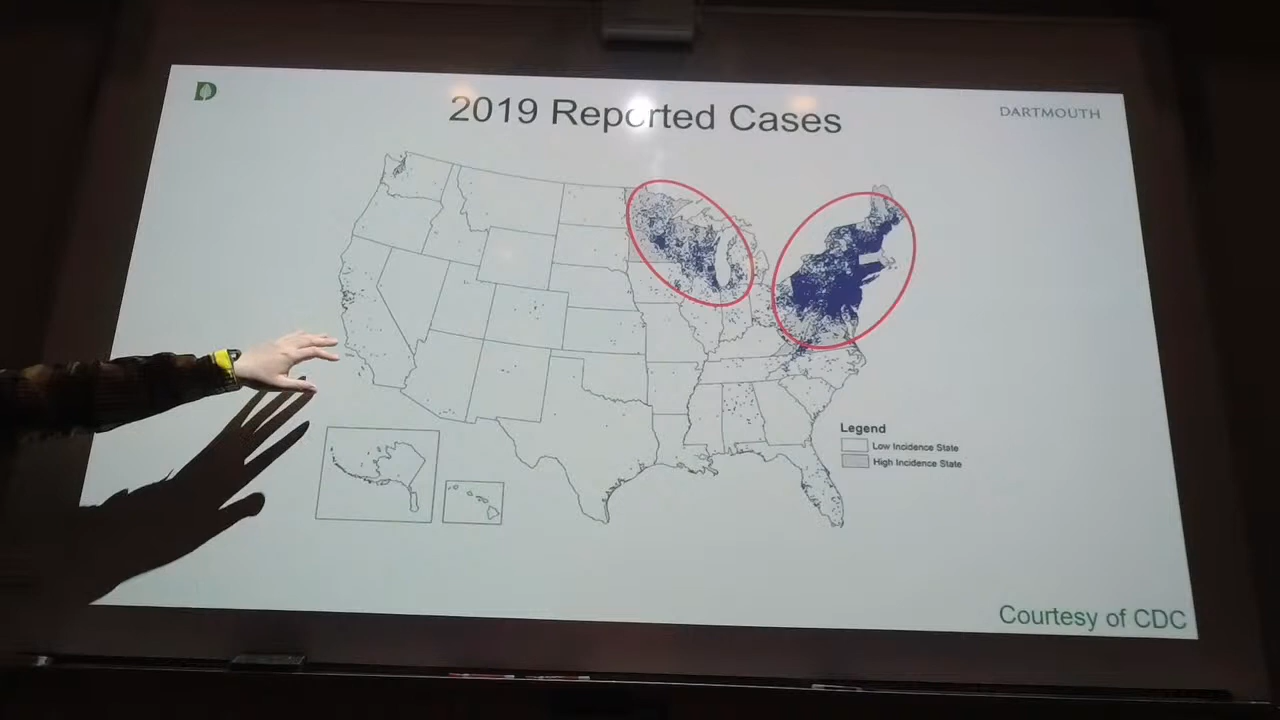 D
2019 Reported Cases
DARTMOUTH
Legend
Low Incidence State
High Incidence State
Courtesy of CDC